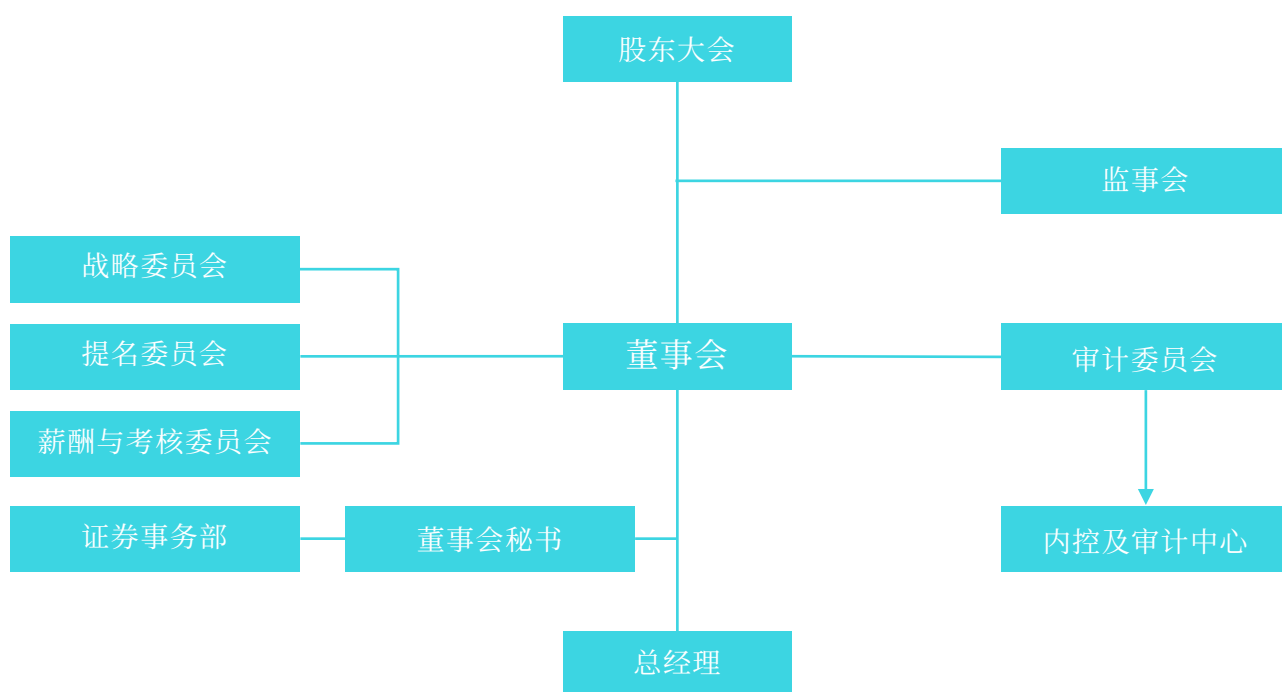 股东大会
监事会
战略委员会
提名委员会
董事会
审计委员会
薪酬与考核委员会
证券事务部
董事会秘书
内控及审计中心
总经理